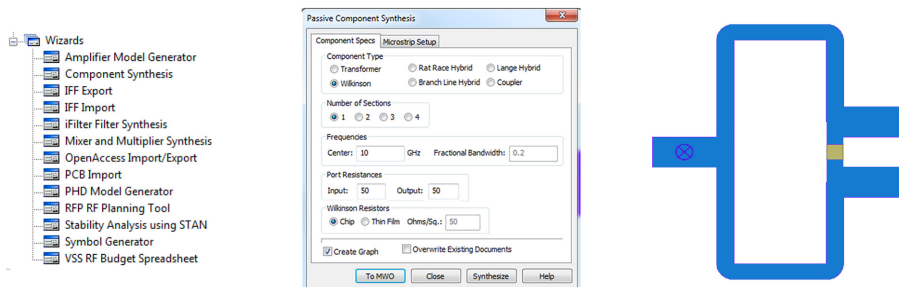 Wizards
Amplifier Model Generator
Component Synthesis
IFF Export
IFF Import
iFilter Filter Synthesis
Mixer and Multiplier Synthesis
OpenAccess Import/Export
PCB Import
PHD Model Generator
RFP RF Planning Tool
Stability Analysis using STAN
Symbol Generator
VSS RF Budget Spreadsheet
Passive Component Synthesis
Component Specs Microstrip Setup
Component Type
Transformer Rat Race Hybrid Lange Hybrid
Wilkinson Branch Line Hybrid Coupler
Number of Sections
1 2 3 4
Frequencies
Center: 10 GHz Fractional Bandwidth: 0.2
Port Resistances
Input: 50 Output: 50
Wilkinson Resistors
Chip Thin Film Ohms/Sq.: 50
Create Graph Overwrite Existing Documents
To MWO Close Synthesize Help